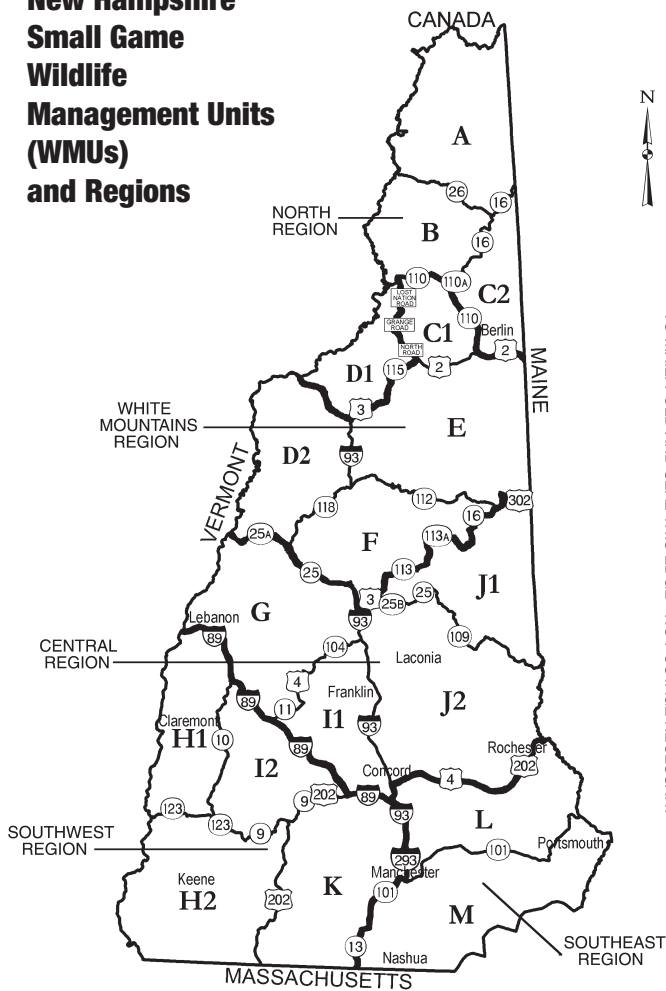 New Hampshire
Small Game
Wildlife
Management Units
(WMUs)
and Regions
CANADA
N
A
26
16
NORTH
REGION
B
16
110
110A
LOST
NATION
ROAD
C2
GRANGE
ROAD
C1
110
Berlin
NORTH
ROAD
2
2
MAINE
D1
115
3
WHITE
MOUNTAINS
REGION
E
D2
93
VERMONT
118
112
302
16
25A
F
113A
25
113
J1
3
25B
25
G
93
Lebanon
89
109
104
CENTRAL
REGION
Laconia
4
Franklin
89
11
I1
J2
93
Claremont
H1
10
89
Rochester
202
I2
Concord
4
9
202
89
93
123
123
9
L
SOUTHWEST
REGION
101
Portsmouth
293
Manchester
Keene
H2
K
101
202
M
13
SOUTHEAST
REGION
Nashua
MASSACHUSETTS